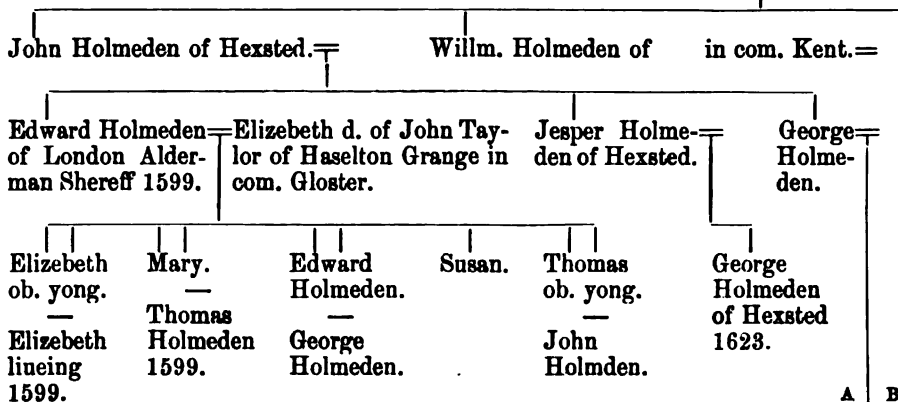 John Holmeden of Hexsted.
Willm. Holmeden of in com. Kent.
Edward Holmeden
of London Alder-
man Shereff 1599.
Elizebeth d. of John Tay-
lor of Haselton Grange in
com. Gloster.
Jesper Holme-
den of Hexsted.
George
Holme-
den.
Elizebeth
ob. yong.
—
Elizebeth
liueing
1599.
Mary.
—
Thomas
Holmeden
1599.
Edward
Holmeden.
—
George
Holmeden.
Susan.
Thomas
ob. yong.
—
John
Holmden.
George
Holmeden
of Hexsted
1623.
A B